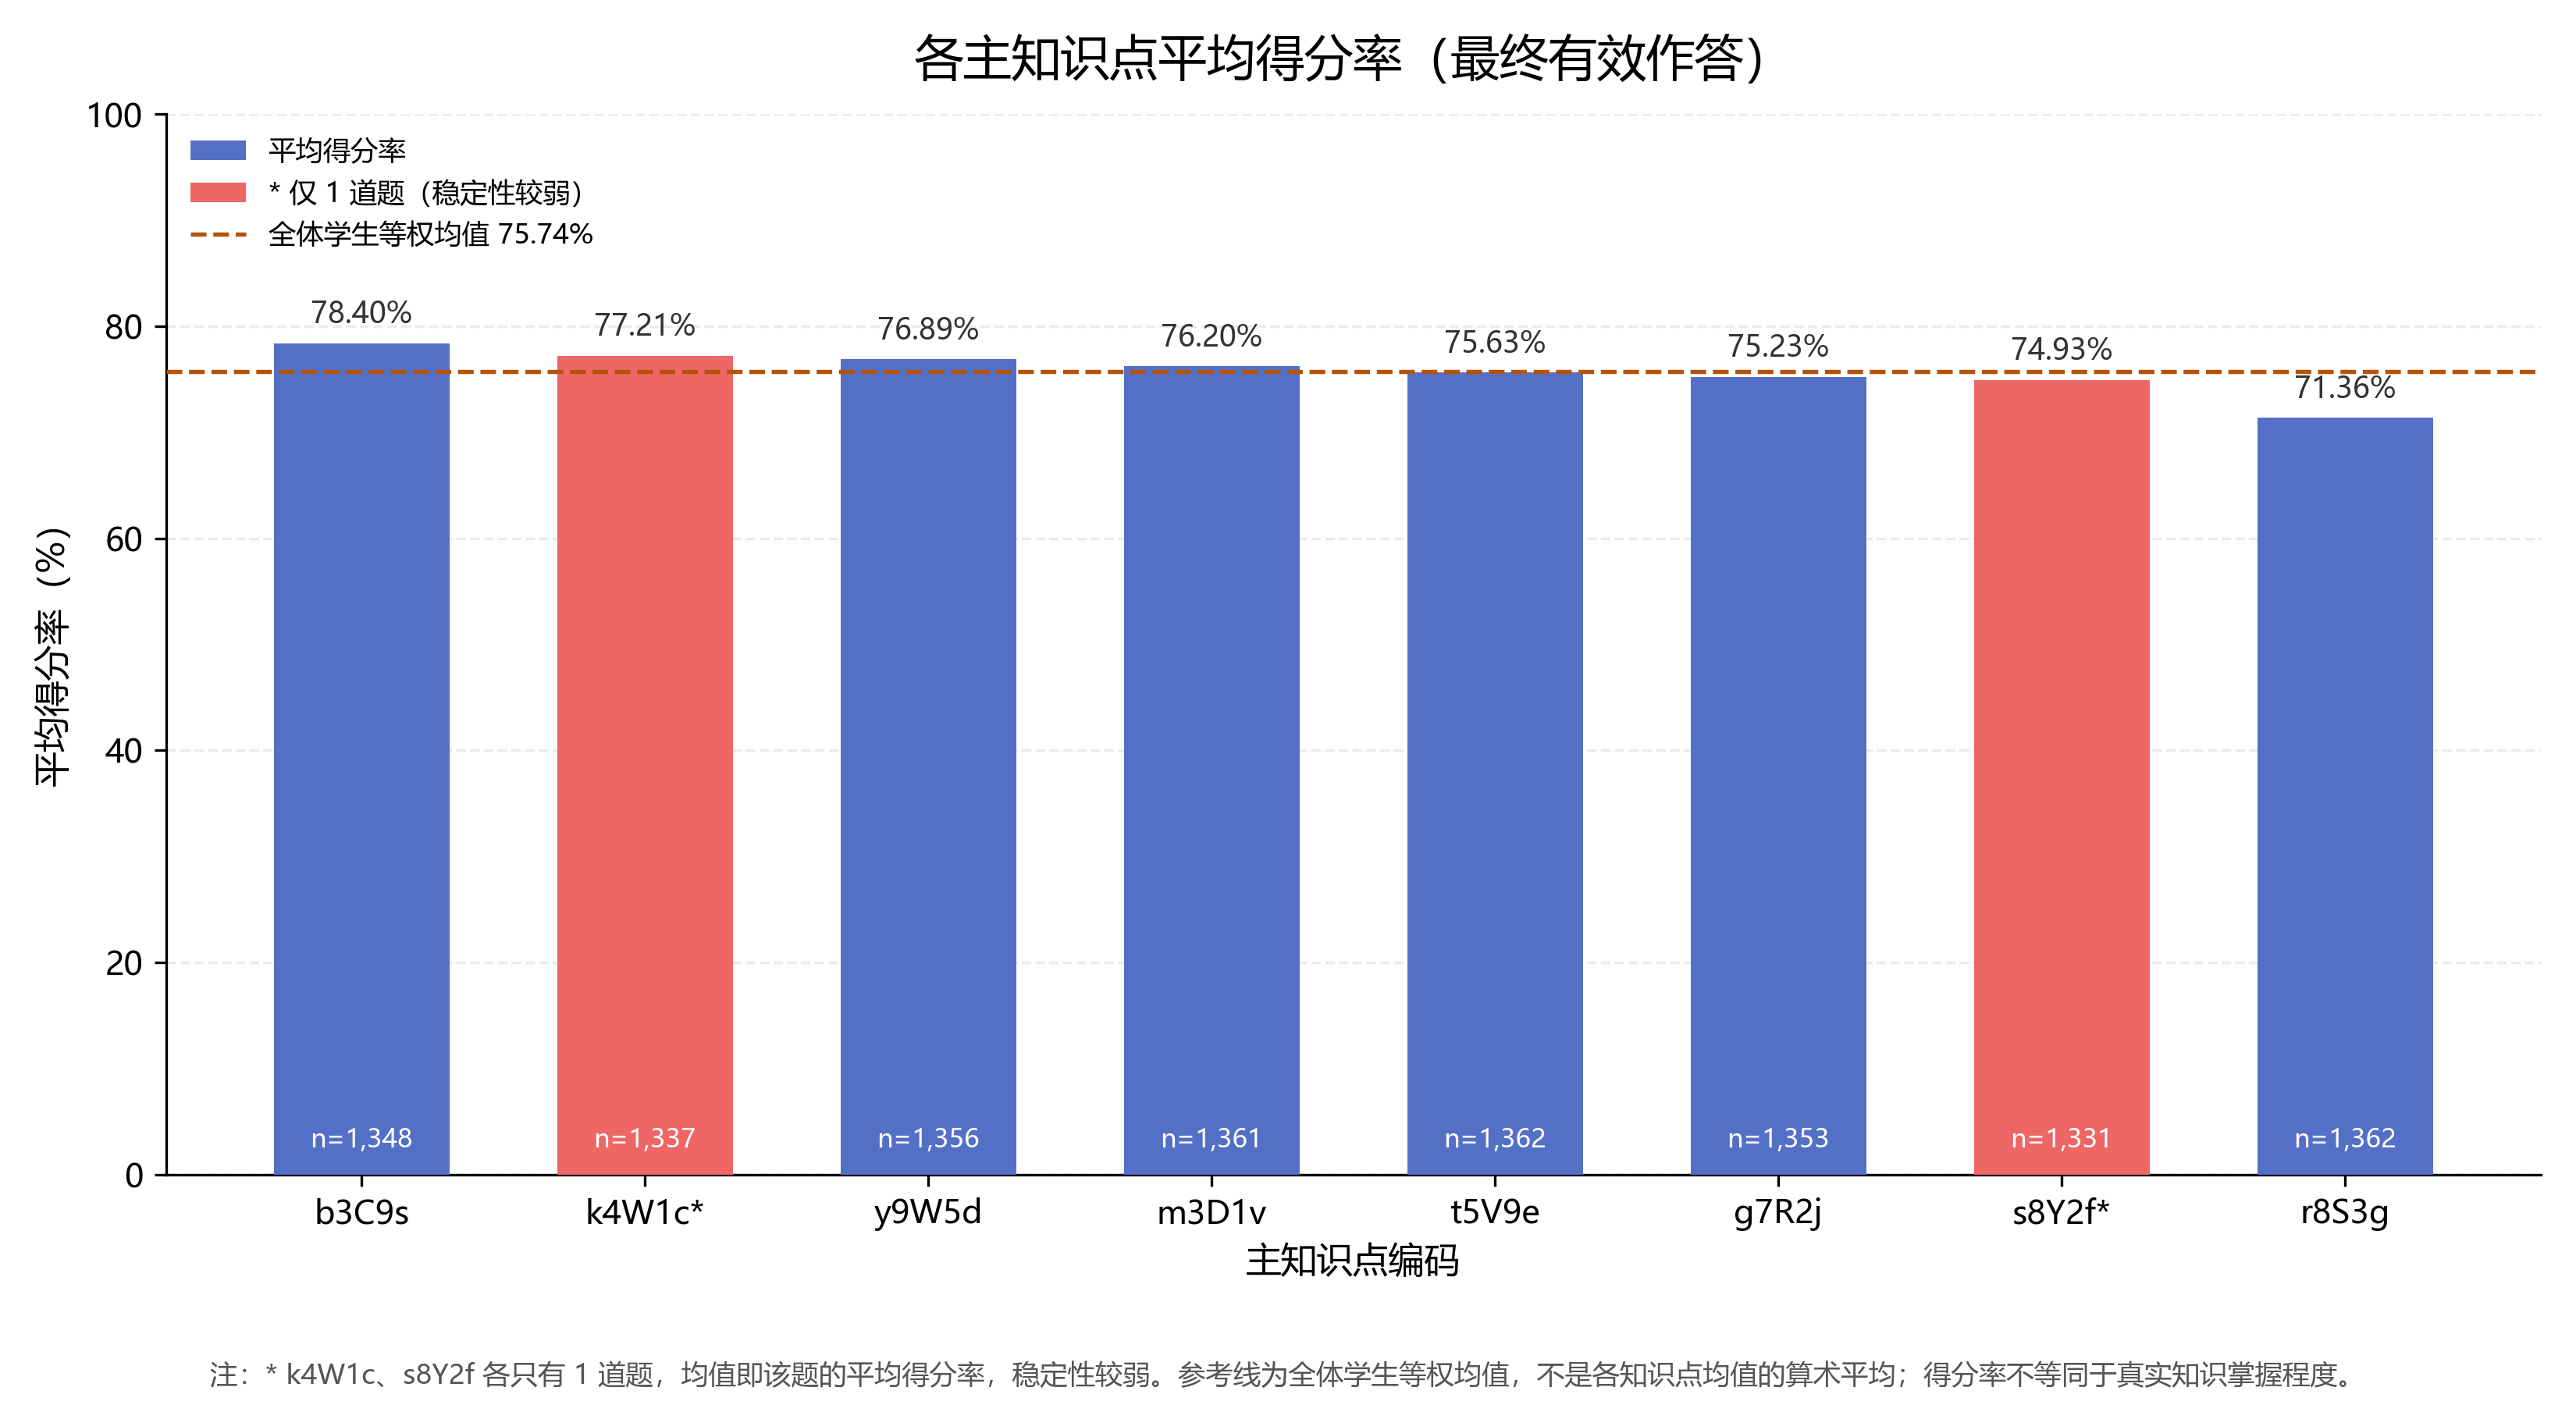 各主知识点平均得分率（最终有效作答）
平均得分率
* 仅 1 道题（稳定性较弱）
全体学生等权均值 75.74%
平均得分率（%）
100
80
60
40
20
0
78.40%
77.21%
76.89%
76.20%
75.63%
75.23%
74.93%
71.36%
n=1,348
n=1,337
n=1,356
n=1,361
n=1,362
n=1,353
n=1,331
n=1,362
b3C9s
k4W1c*
y9W5d
m3D1v
t5V9e
g7R2j
s8Y2f*
r8S3g
主知识点编码
注：* k4W1c、s8Y2f 各只有 1 道题，均值即该题的平均得分率，稳定性较弱。参考线为全体学生等权均值，不是各知识点均值的算术平均；得分率不等同于真实知识掌握程度。